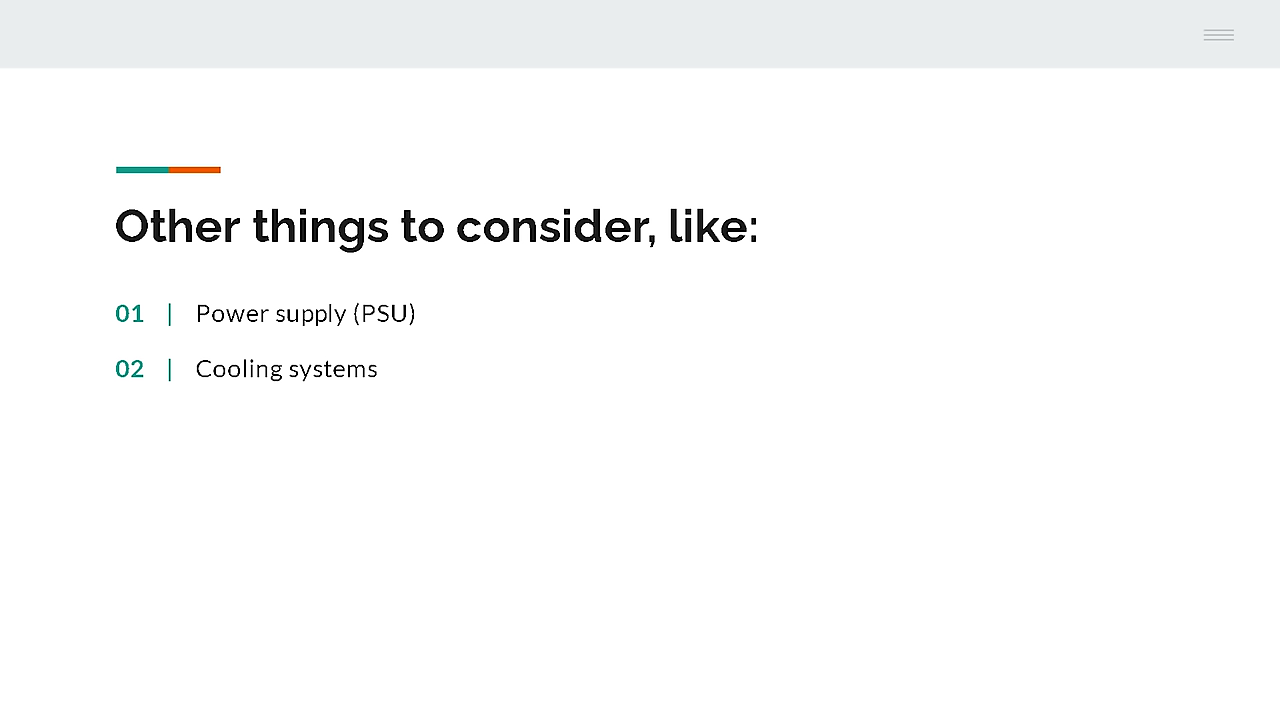 Other things to consider, like:
01 | Power supply (PSU)
02 | Cooling systems